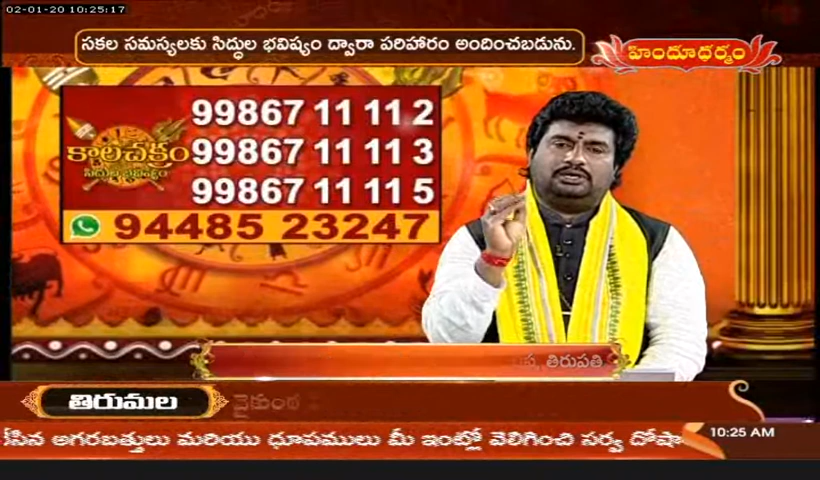 02-01-20 10:25:17
సకల సమస్యలకు సిద్ధుల భవిష్యం ద్వారా పరిహారం అందించబడును.
హిందూధర్మం
99867 11 11 2
కాలచక్రం
99867 11 11 3
99867 11 11 5
94485 23247
తిరుపతి
తిరుమల
వైకుంఠ
సిన అగరబత్తులు మరియు ధూపములు మీ ఇంట్లో వెలిగించి సర్వ దోషా
10:25 AM